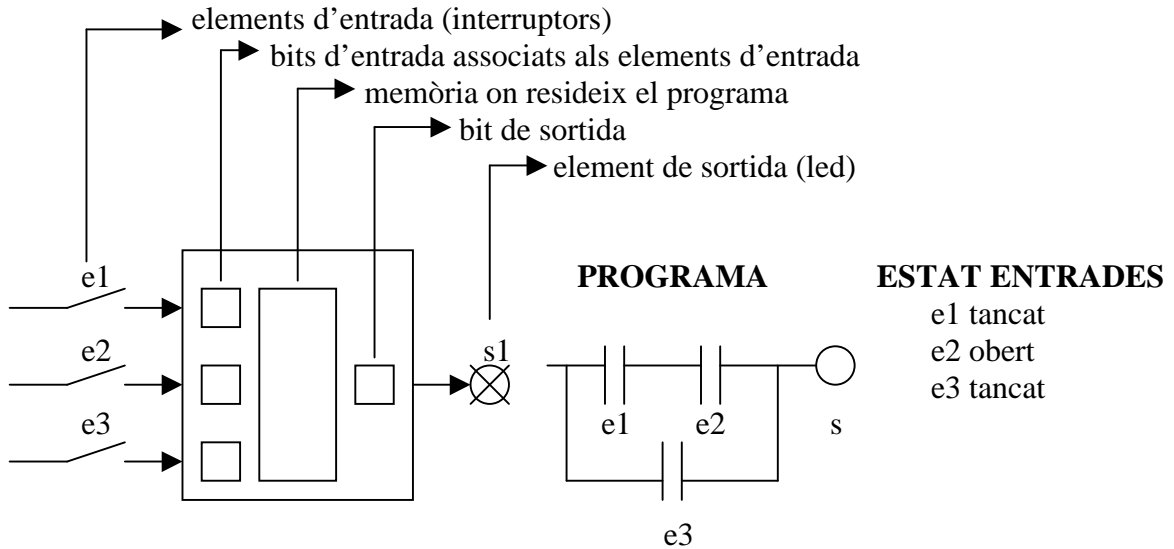 elements d'entrada (interruptors)
bits d'entrada associats als elements d'entrada
memòria on resideix el programa
bit de sortida
element de sortida (led)
e1
e2
e3
s1
PROGRAMA
e1
e2
s
e3
ESTAT ENTRADES
e1 tancat
e2 obert
e3 tancat